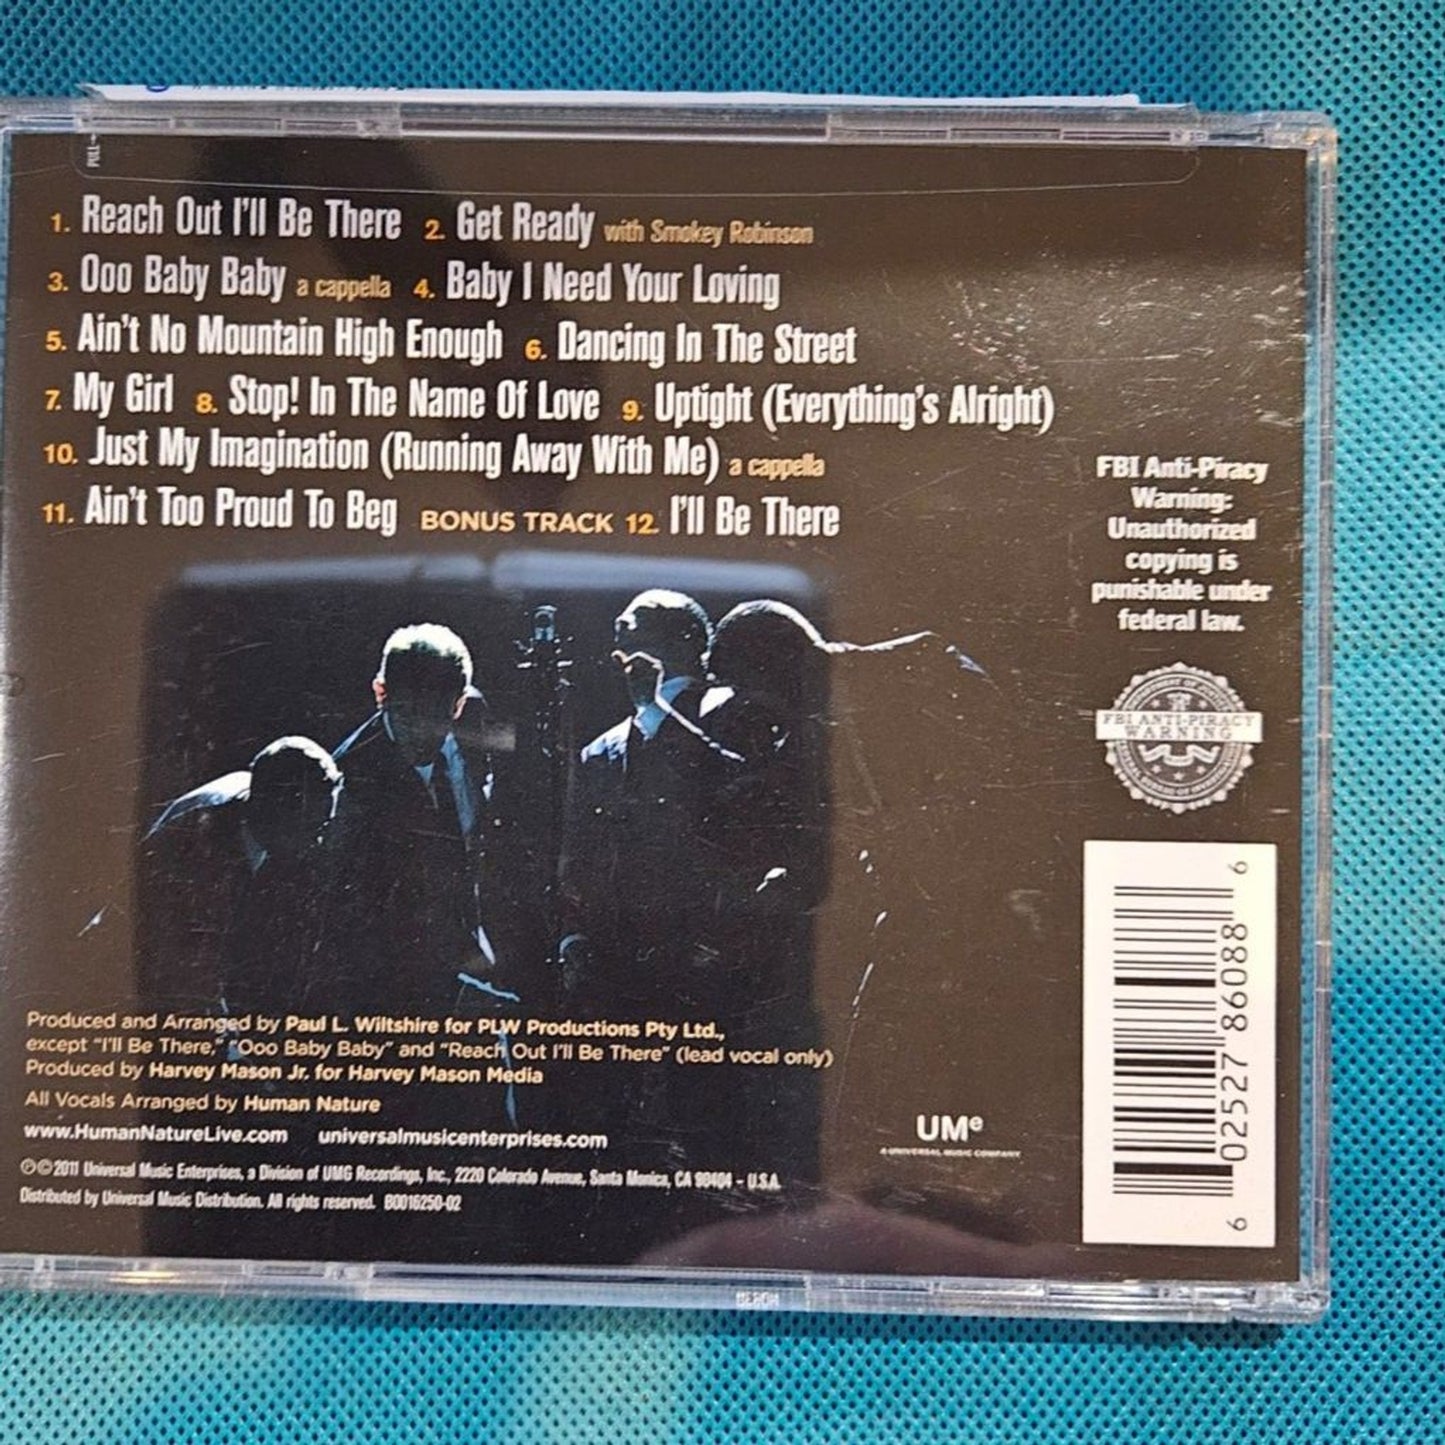 PULL
1. Reach Out I'll Be There 2. Get Ready with Smokey Robinson
3. Ooo Baby Baby a cappella 4. Baby I Need Your Loving
5. Ain't No Mountain High Enough 6. Dancing In The Street
7. My Girl 8. Stop! In The Name Of Love 9. Uptight (Everything's Alright)
10. Just My Imagination (Running Away With Me) a cappella
11. Ain't Too Proud To Beg BONUS TRACK 12. I'll Be There
FBI Anti-Piracy
Warning:
Unauthorized
copying is
punishable under
federal law.
FBI ANTI-PIRACY
WARNING
Produced and Arranged by Paul L. Wiltshire for PLW Productions Pty Ltd.,
except "I'll Be There," "Ooo Baby Baby" and "Reach Out I'll Be There" (lead vocal only)
Produced by Harvey Mason Jr. for Harvey Mason Media
All Vocals Arranged by Human Nature
www.HumanNatureLive.com universalmusicenterprises.com
℗©2011 Universal Music Enterprises, a Division of UMG Recordings, Inc., 2220 Colorado Avenue, Santa Monica, CA 90404 - U.S.A.
Distributed by Universal Music Distribution. All rights reserved. B0016250-02
UMe
A UNIVERSAL MUSIC COMPANY
6 02527 86088 6